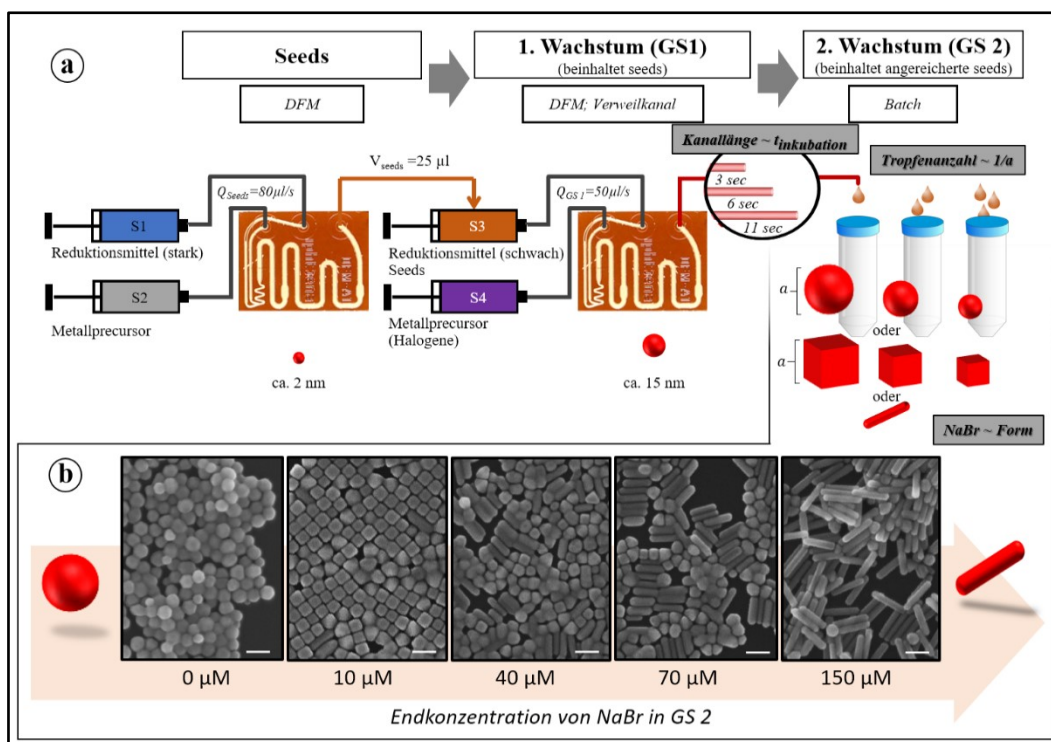 a
Seeds
DFM
1. Wachstum (GS1)
(beinhaltet seeds)
DFM; Verweilkanal
2. Wachstum (GS 2)
(beinhaltet angereicherte seeds)
Batch
Kanallänge ~ tinkubation
3 sec
6 sec
11 sec
Tropfenanzahl ~ 1/a
Vseeds =25 µl
QSeeds=80µl/s
QGS 1=50µl/s
S1
Reduktionsmittel (stark)
S2
Metallprecursor
S3
Reduktionsmittel (schwach)
Seeds
S4
Metallprecursor
(Halogene)
ca. 2 nm
ca. 15 nm
a
oder
a
oder
NaBr ~ Form
b
0 µM
10 µM
40 µM
70 µM
150 µM
Endkonzentration von NaBr in GS 2